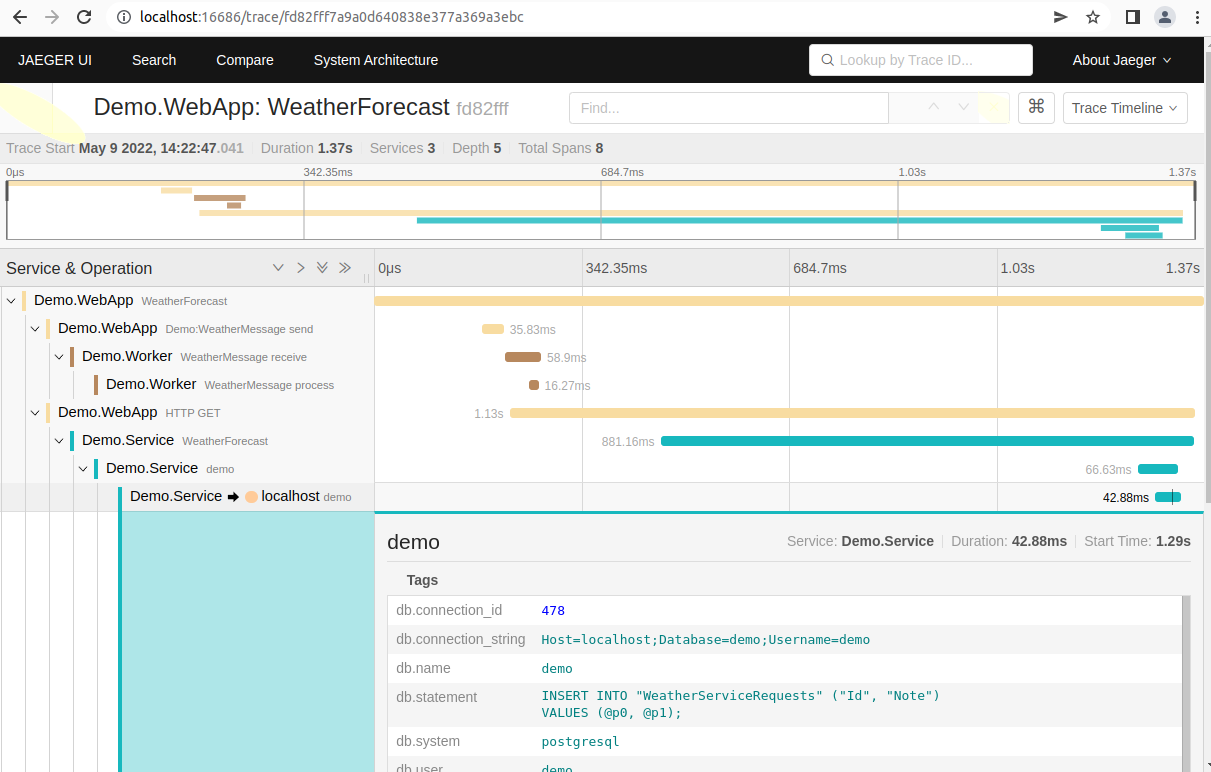 localhost:16686/trace/fd82fff7a9a0d640838e377a369a3ebc
JAEGER UI Search Compare System Architecture Lookup by Trace ID... About Jaeger
Demo.WebApp: WeatherForecast fd82fff Find... ⌘ Trace Timeline
Trace Start May 9 2022, 14:22:47.041 Duration 1.37s Services 3 Depth 5 Total Spans 8
0μs 342.35ms 684.7ms 1.03s 1.37s
Service & Operation 0μs 342.35ms 684.7ms 1.03s 1.37s
Demo.WebApp WeatherForecast
Demo.WebApp Demo:WeatherMessage send 35.83ms
Demo.Worker WeatherMessage receive 58.9ms
Demo.Worker WeatherMessage process 16.27ms
Demo.WebApp HTTP GET 1.13s
Demo.Service WeatherForecast 881.16ms
Demo.Service demo 66.63ms
Demo.Service localhost demo 42.88ms
demo Service: Demo.Service Duration: 42.88ms Start Time: 1.29s
Tags
db.connection_id 478
db.connection_string Host=localhost;Database=demo;Username=demo
db.name demo
db.statement INSERT INTO "WeatherServiceRequests" ("Id", "Note")
VALUES (@p0, @p1);
db.system postgresql
db.user demo